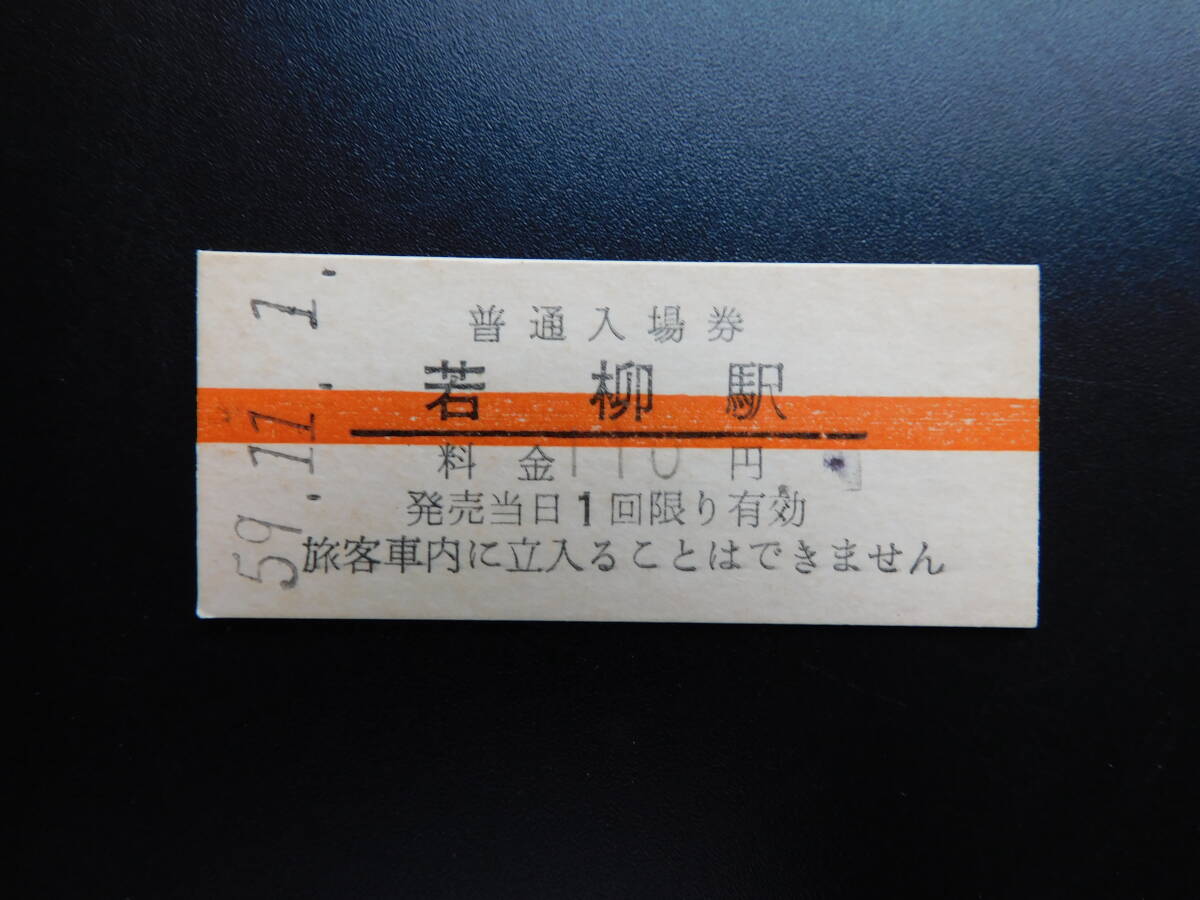 普通入場券
若柳駅
料金110円
発売当日1回限り有効
旅客車内に立入ることはできません
59.11.1.